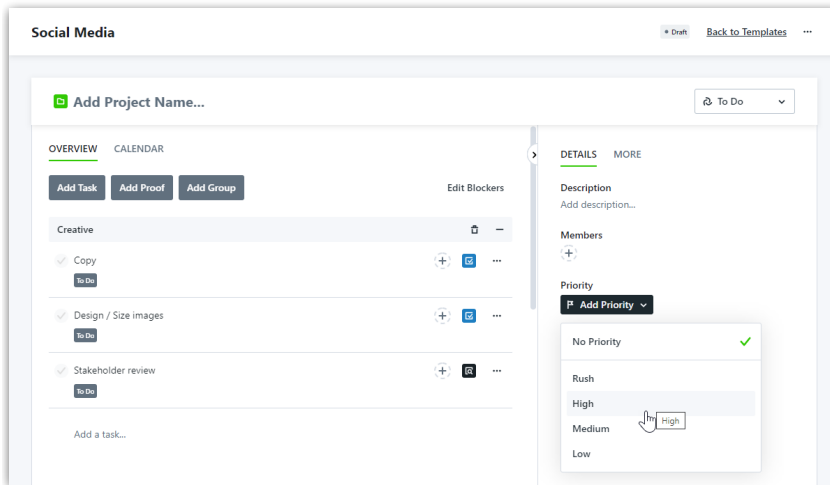 Social Media
Draft
Back to Templates
Add Project Name...
To Do
OVERVIEW CALENDAR
Add Task Add Proof Add Group Edit Blockers
Creative
Copy
To Do
Design / Size images
To Do
Stakeholder review
To Do
Add a task...
DETAILS MORE
Description
Add description...
Members
Priority
Add Priority
No Priority
Rush
High
High
Medium
Low